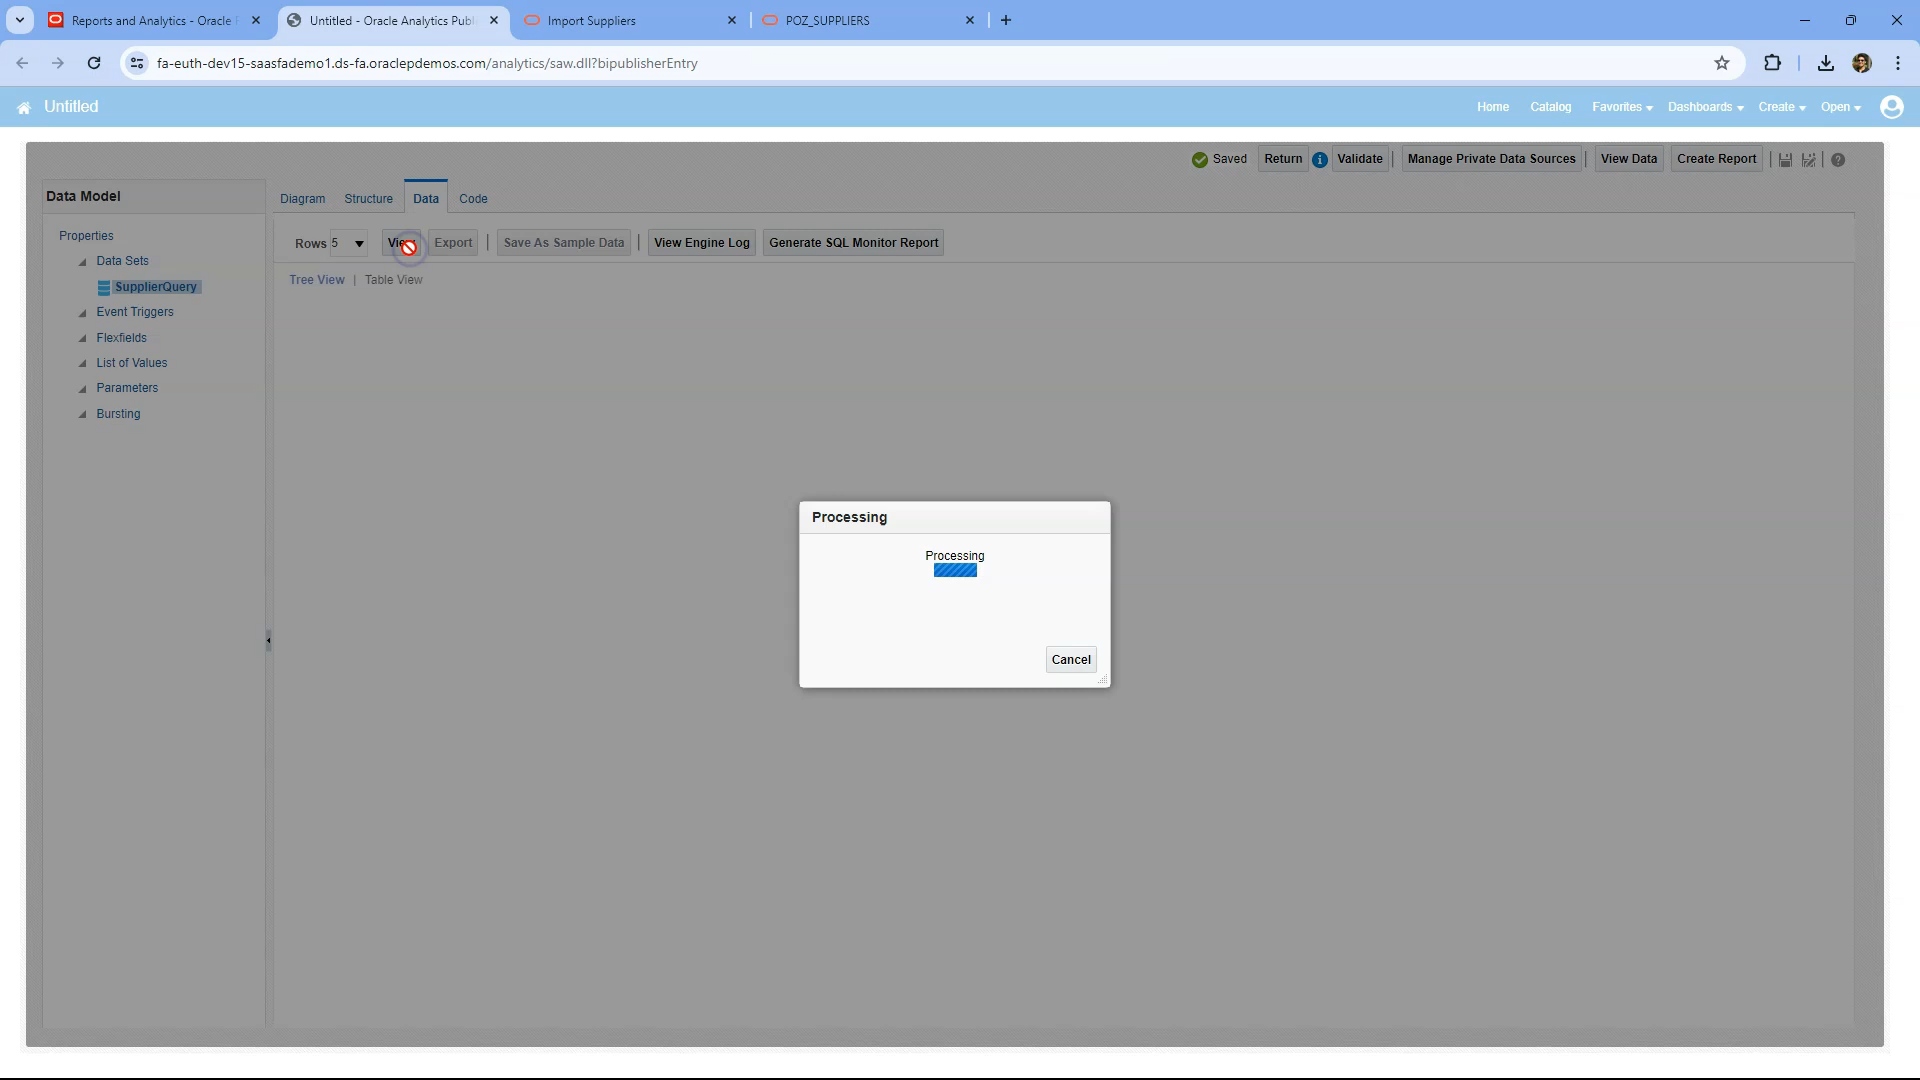 Reports and Analytics - Oracle
Untitled - Oracle Analytics Publ
Import Suppliers
POZ_SUPPLIERS
fa-euth-dev15-saasfademo1.ds-fa.oraclepdemos.com/analytics/saw.dll?bipublisherEntry
Untitled
Home Catalog Favorites Dashboards Create Open
Saved Return Validate | Manage Private Data Sources | View Data Create Report
Data Model
Diagram Structure Data Code
Properties
Rows 5 View Export | Save As Sample Data | View Engine Log Generate SQL Monitor Report
Data Sets
Tree View | Table View
SupplierQuery
Event Triggers
Flexfields
List of Values
Parameters
Bursting
Processing
Processing
Cancel